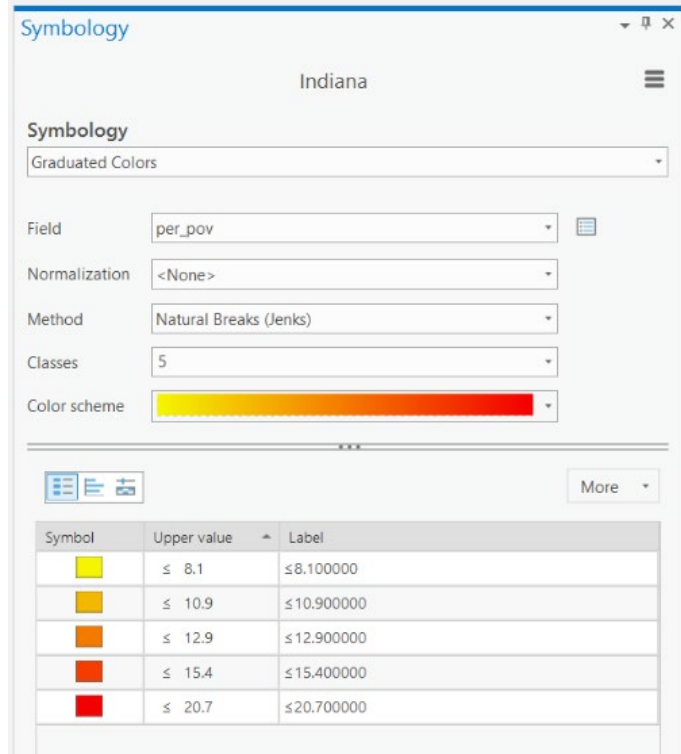 Symbology
Indiana
Symbology
Graduated Colors
Field per_pov
Normalization <None>
Method Natural Breaks (Jenks)
Classes 5
Color scheme
More
Symbol Upper value Label
≤ 8.1 ≤8.100000
≤ 10.9 ≤10.900000
≤ 12.9 ≤12.900000
≤ 15.4 ≤15.400000
≤ 20.7 ≤20.700000